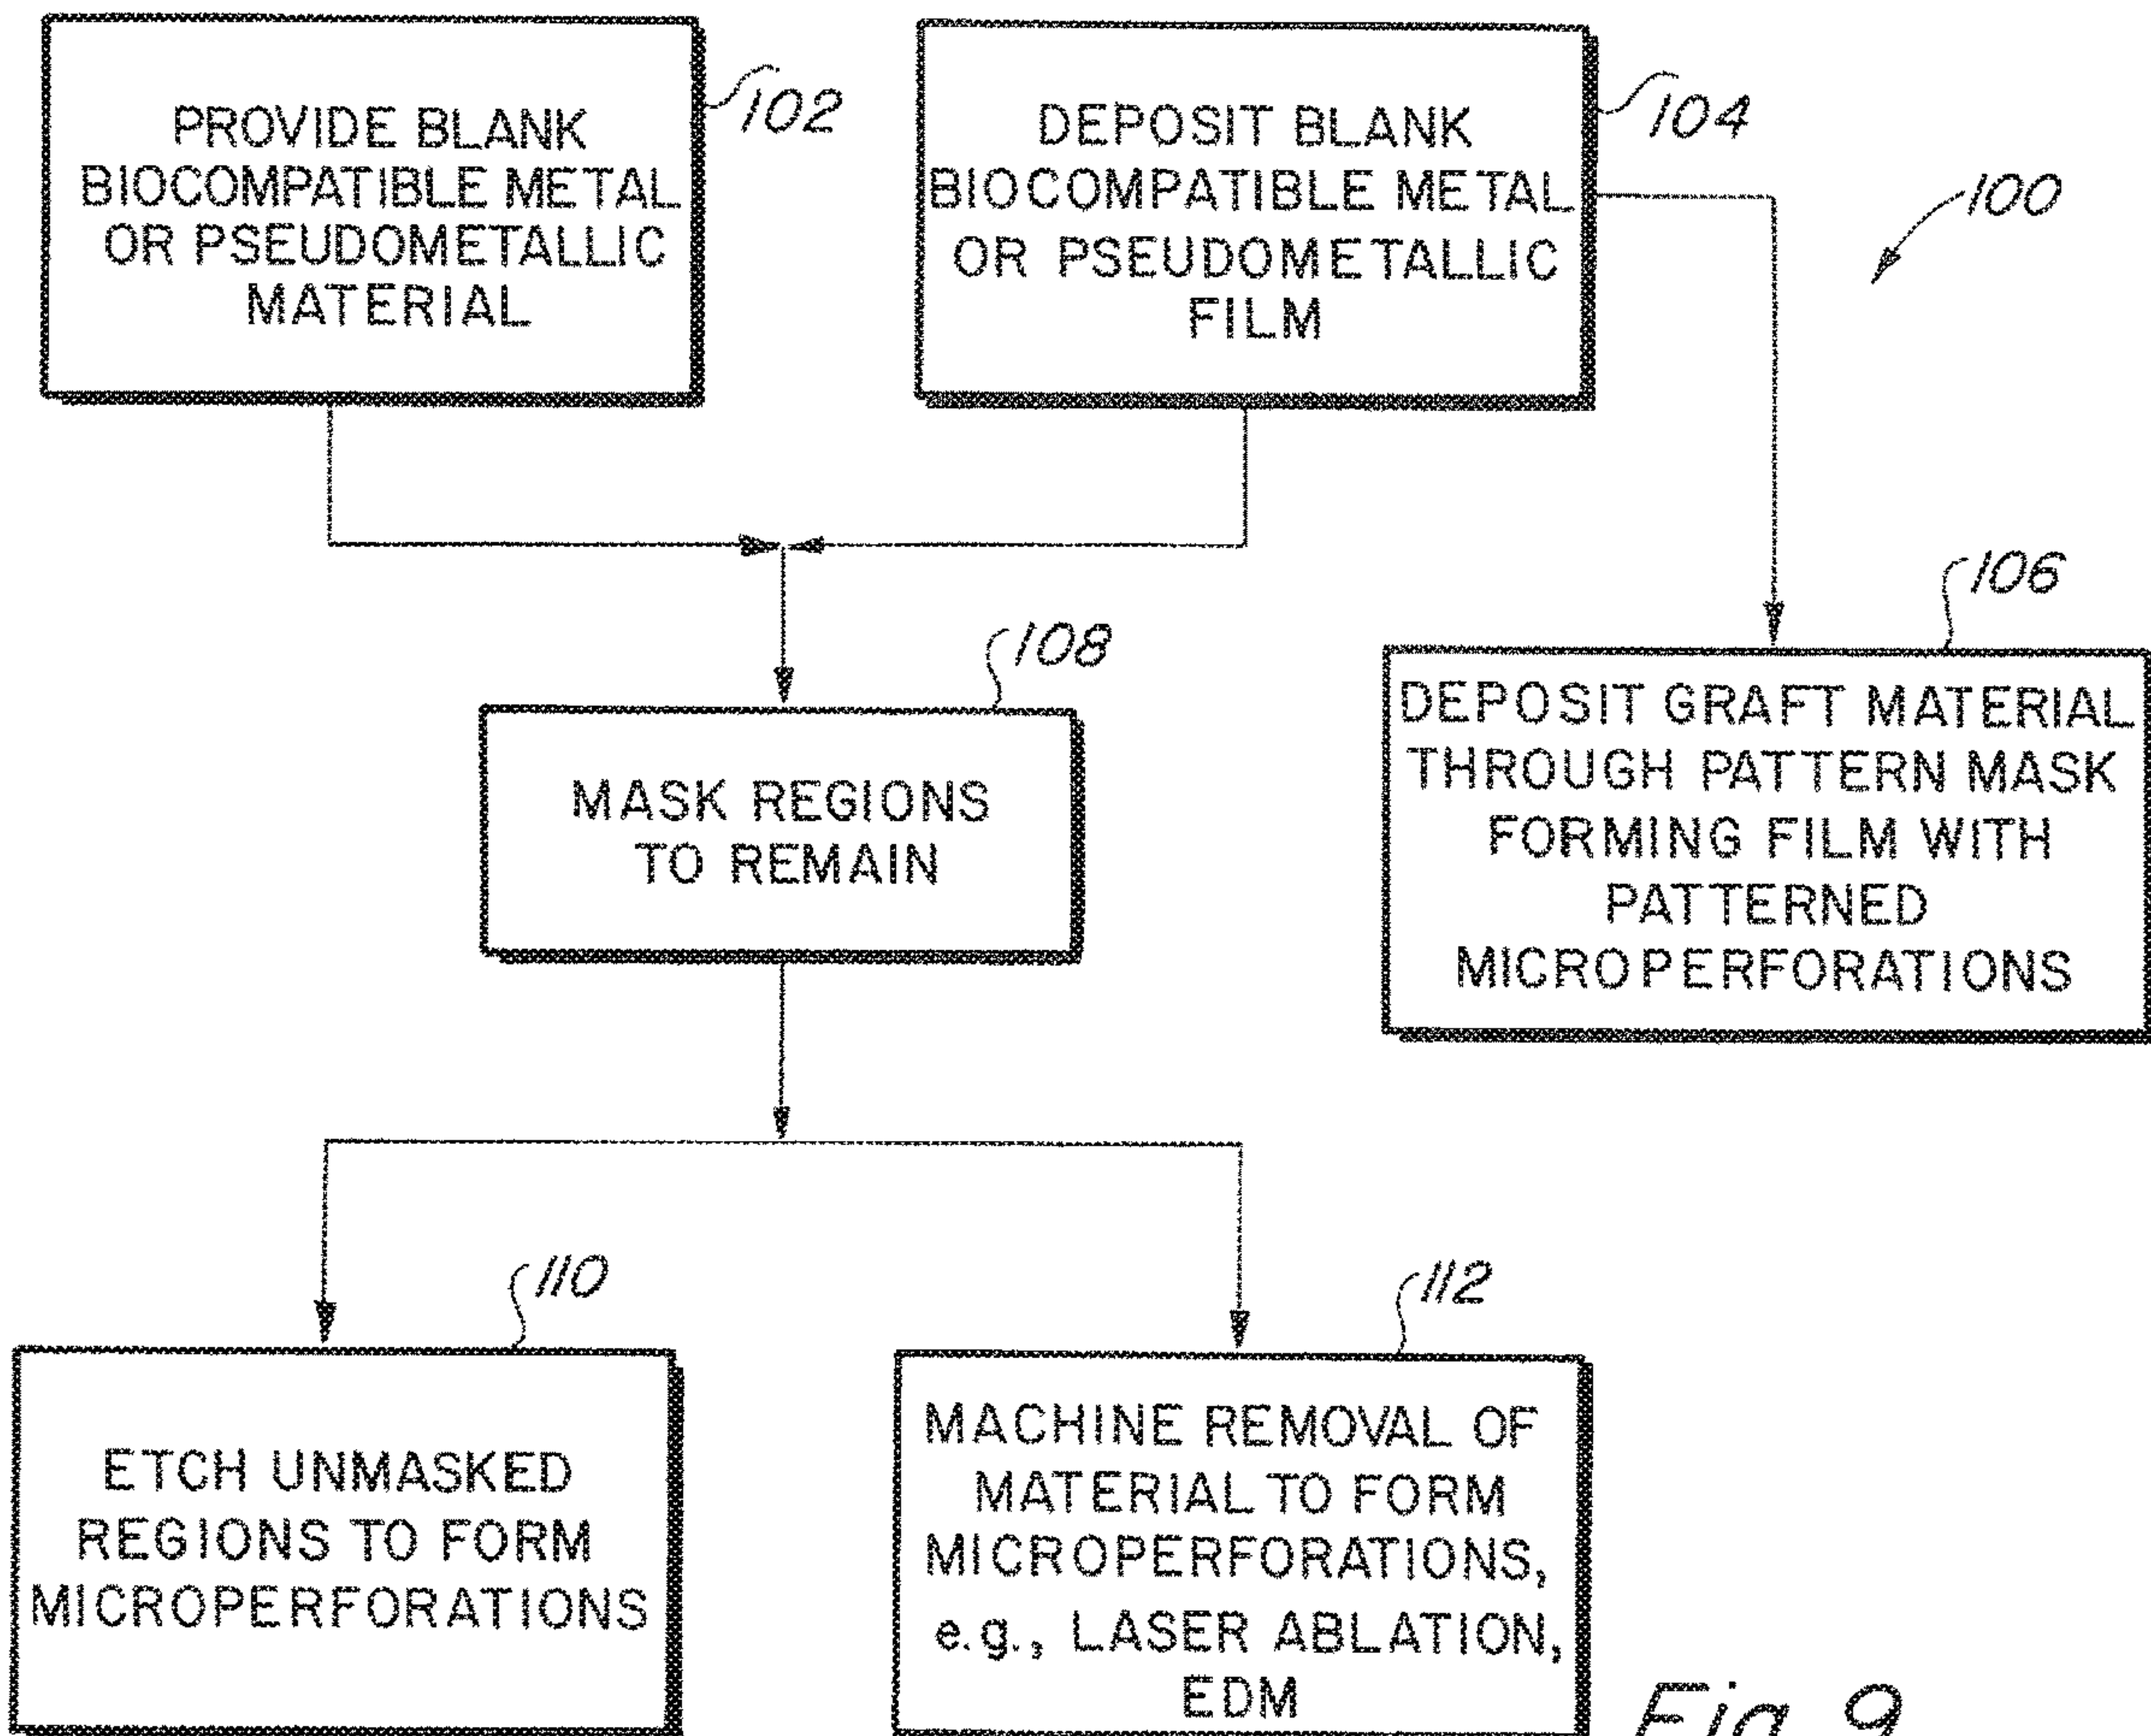 PROVIDE BLANK
BIOCOMPATIBLE METAL
OR PSEUDOMETALLIC
MATERIAL
102
DEPOSIT BLANK
BIOCOMPATIBLE METAL
OR PSEUDOMETALLIC
FILM
104
100
106
DEPOSIT GRAFT MATERIAL
THROUGH PATTERN MASK
FORMING FILM WITH
PATTERNED
MICROPERFORATIONS
108
MASK REGIONS
TO REMAIN
110
ETCH UNMASKED
REGIONS TO FORM
MICROPERFORATIONS
112
MACHINE REMOVAL OF
MATERIAL TO FORM
MICROPERFORATIONS,
e.g., LASER ABLATION,
EDM
Fig. 9